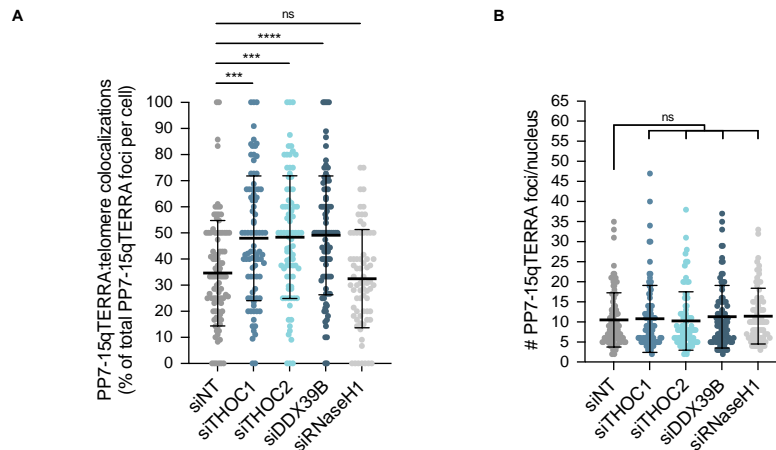 A
ns
****
***
***
PP7-15qTERRA:telomere colocalizations
(% of total PP7-15qTERRA foci per cell)
100
90
80
70
60
50
40
30
20
10
0
siNT
siTHOC1
siTHOC2
siDDX39B
siRNaseH1
B
# PP7-15qTERRA foci/nucleus
65
60
55
50
45
40
35
30
25
20
15
10
5
0
ns
siNT
siTHOC1
siTHOC2
siDDX39B
siRNaseH1